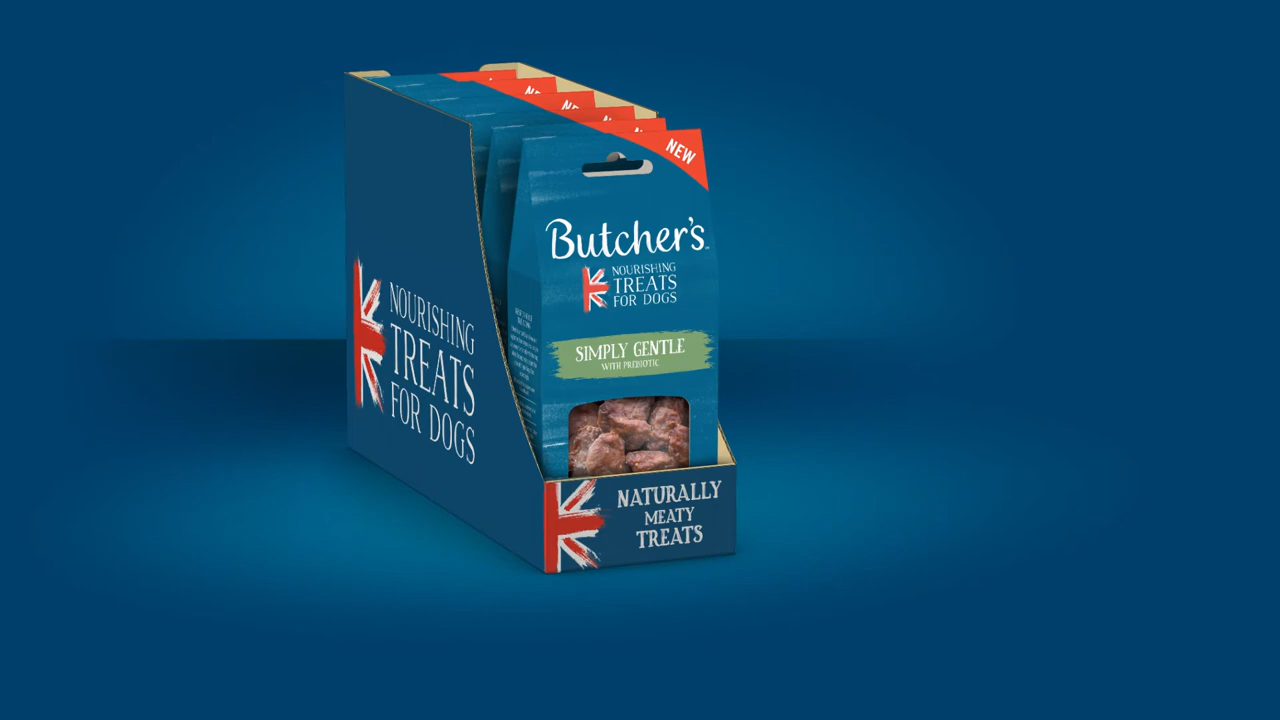 NEW
Butcher's
NOURISHING
TREATS
FOR DOGS
SIMPLY GENTLE
WITH PREBIOTIC
NOURISHING
TREATS
FOR DOGS
NATURALLY
MEATY
TREATS